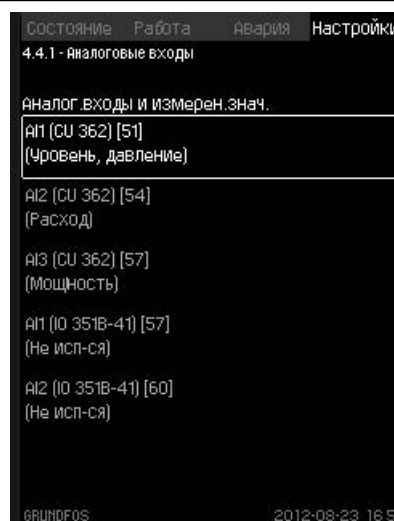 Состояние Работа Авария Настройки
4.4.1 - Аналоговые входы
Аналог.входы и измерен.знач.
AI1 (CU 362) [51]
(Уровень, давление)
AI2 (CU 362) [54]
(Расход)
AI3 (CU 362) [57]
(Мощность)
AI1 (IO 351B-41) [57]
(Не исп-ся)
AI2 (IO 351B-41) [60]
(Не исп-ся)
GRUNDFOS 2012-08-23 16:5